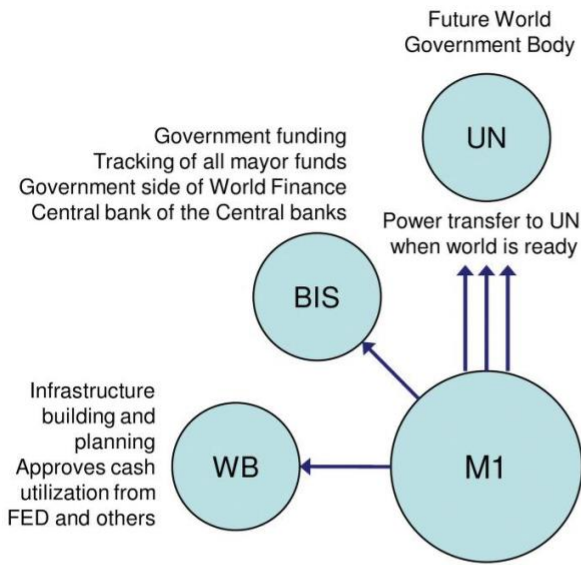 Future World
Government Body
UN
Government funding
Tracking of all mayor funds
Government side of World Finance
Central bank of the Central banks
Power transfer to UN
when world is ready
BIS
Infrastructure
building and
planning
Approves cash
utilization from
FED and others
WB
M1